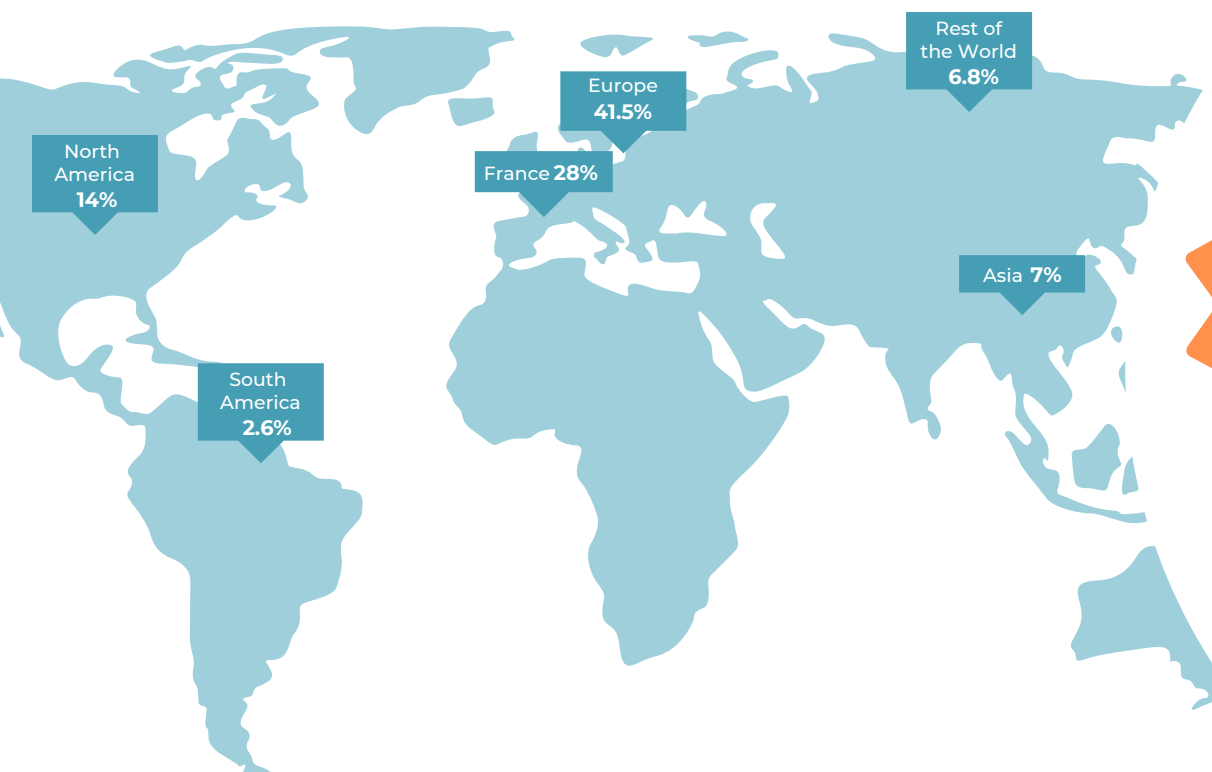 Rest of
the World
6.8%
Europe
41.5%
North
America
14%
France 28%
Asia 7%
South
America
2.6%